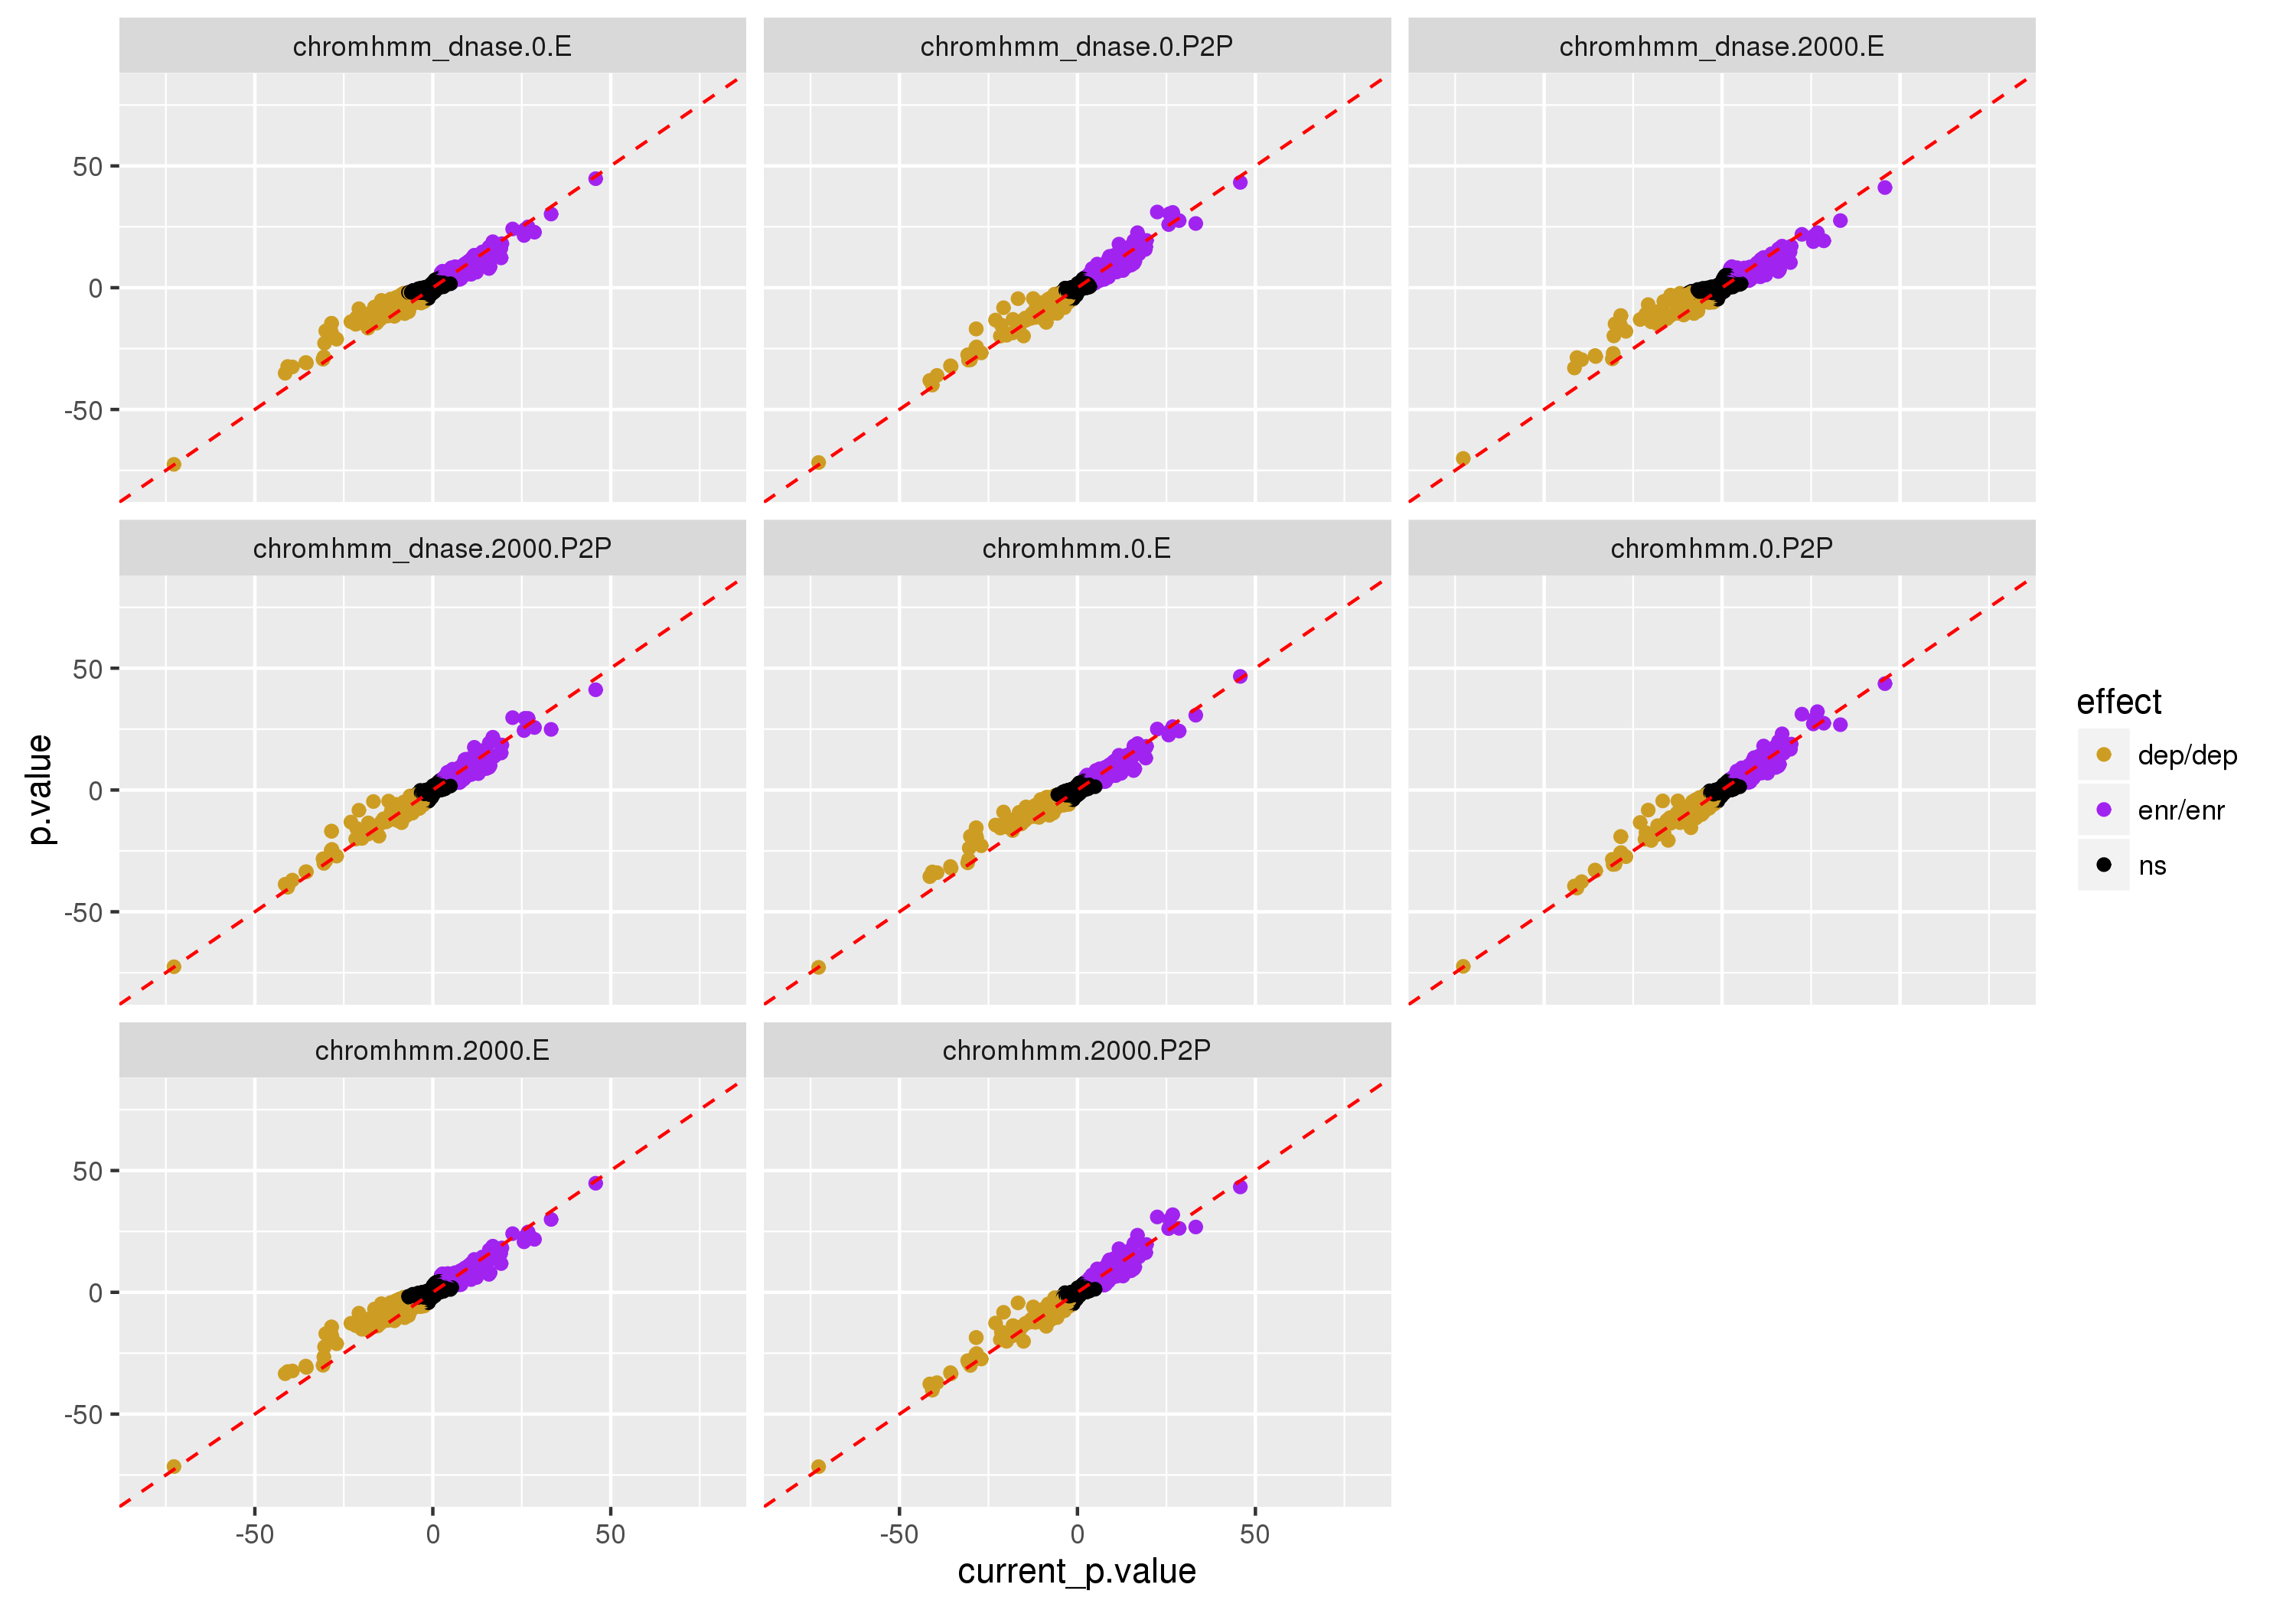 chromhmm_dnase.0.E
chromhmm_dnase.0.P2P
chromhmm_dnase.2000.E
50
0
-50
chromhmm_dnase.2000.P2P
chromhmm.0.E
chromhmm.0.P2P
50
0
-50
chromhmm.2000.E
chromhmm.2000.P2P
50
0
-50
-50 0 50
-50 0 50
current_p.value
p.value
effect
dep/dep
enr/enr
ns